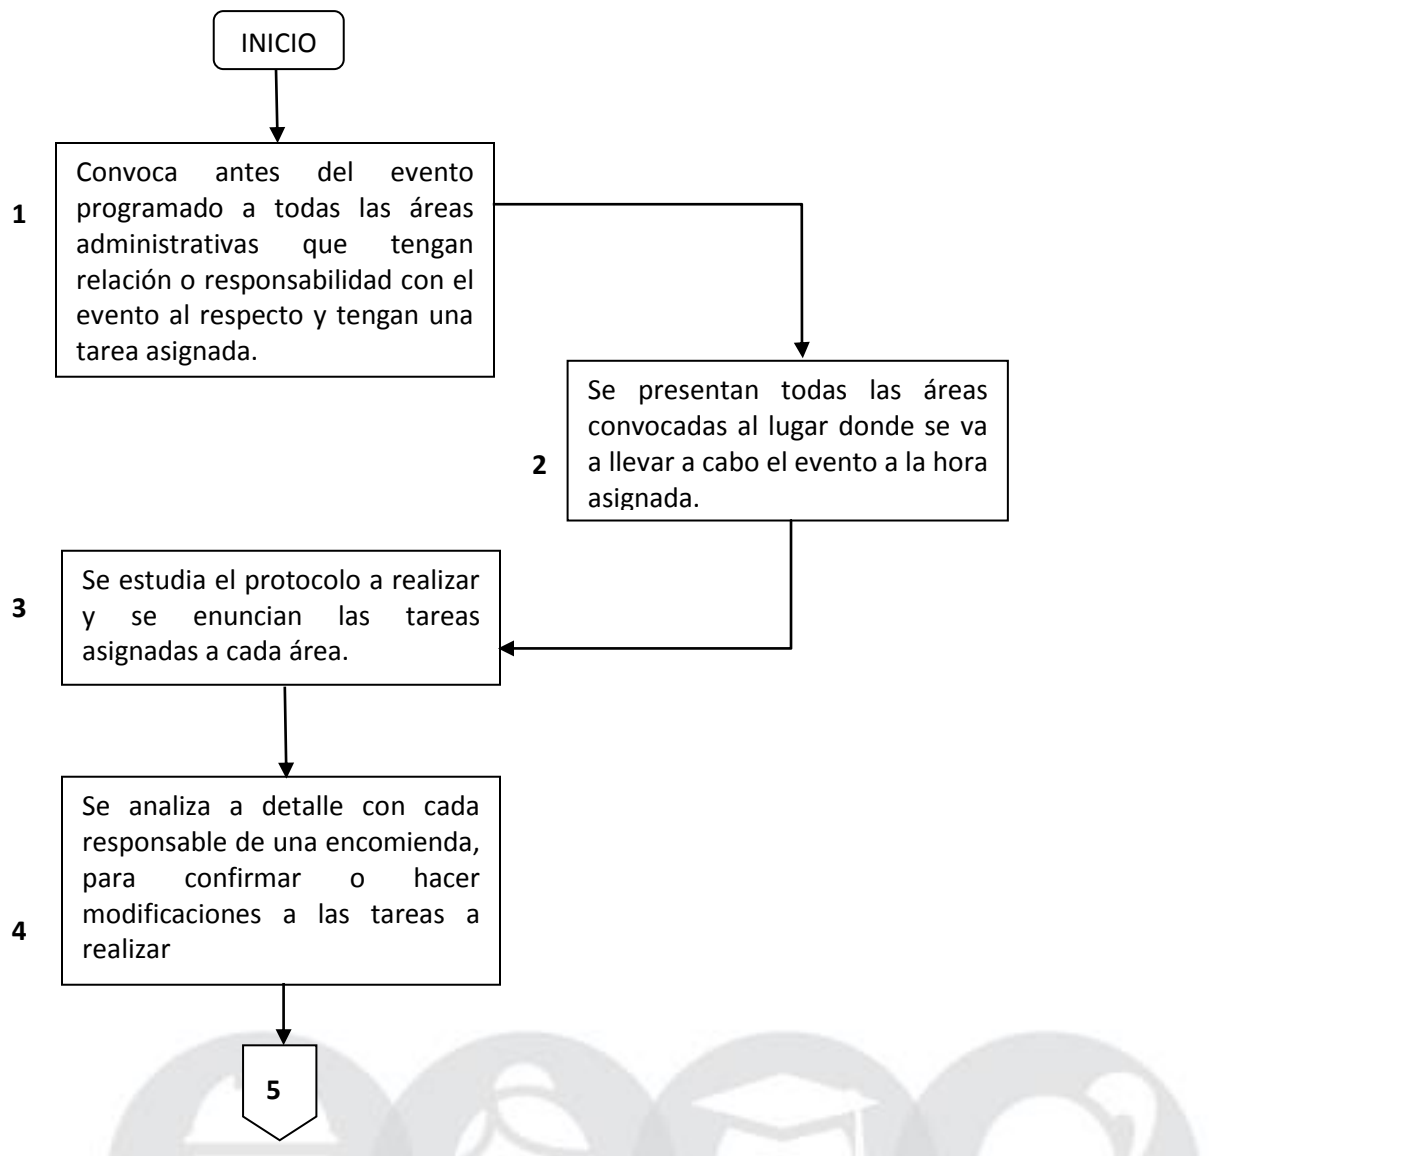 INICIO
1
Convoca antes del evento
programado a todas las áreas
administrativas que tengan
relación o responsabilidad con el
evento al respecto y tengan una
tarea asignada.
2
Se presentan todas las áreas
convocadas al lugar donde se va
a llevar a cabo el evento a la hora
asignada.
3
Se estudia el protocolo a realizar
y se enuncian las tareas
asignadas a cada área.
4
Se analiza a detalle con cada
responsable de una encomienda,
para confirmar o hacer
modificaciones a las tareas a
realizar
5